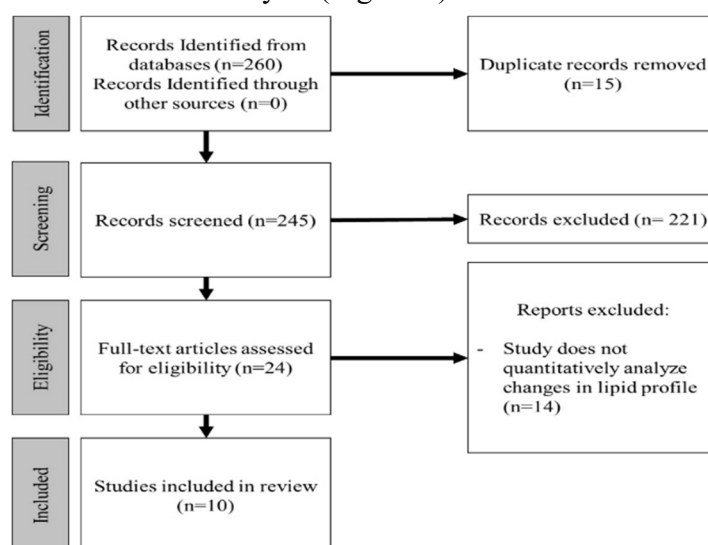 Identification
Records Identified from
databases (n=260)
Records Identified through
other sources (n=0)
Duplicate records removed
(n=15)
Screening
Records screened (n=245)
Records excluded (n= 221)
Eligibility
Full-text articles assessed
for eligibility (n=24)
Reports excluded:
- Study does not
quantitatively analyze
changes in lipid profile
(n=14)
Included
Studies included in review
(n=10)